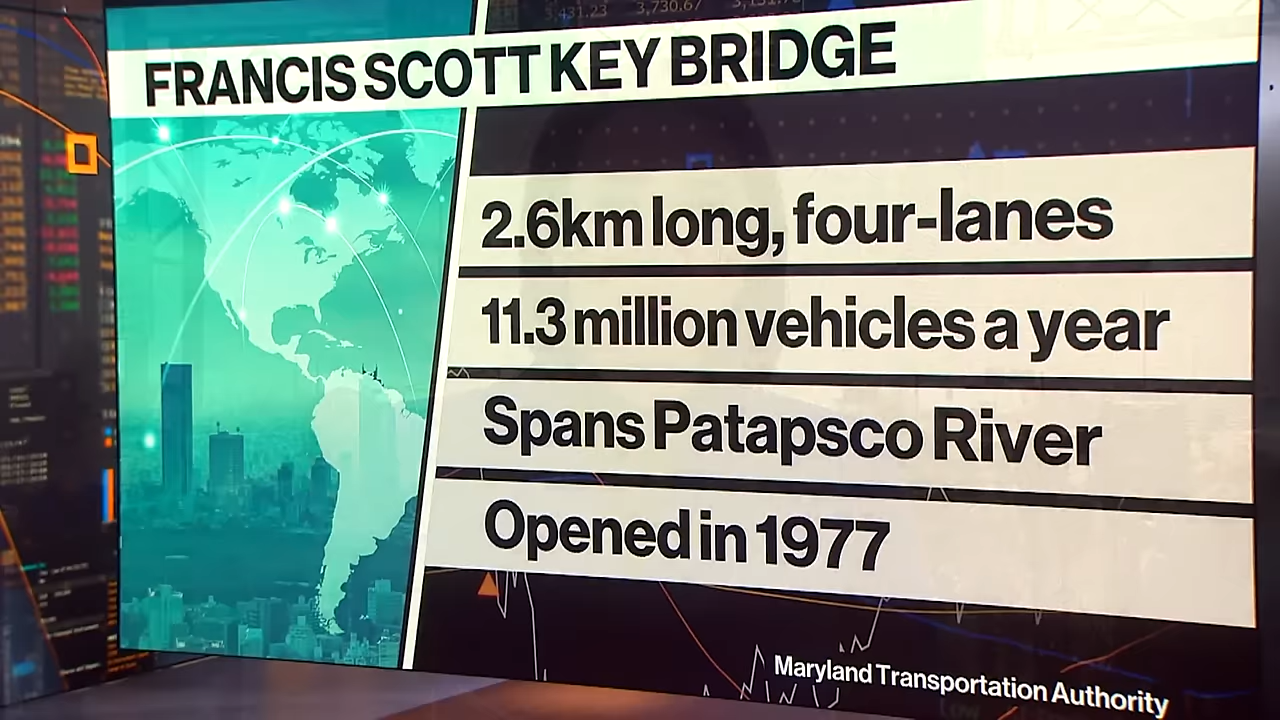 FRANCIS SCOTT KEY BRIDGE
2.6km long, four-lanes
11.3 million vehicles a year
Spans Patapsco River
Opened in 1977
Maryland Transportation Authority